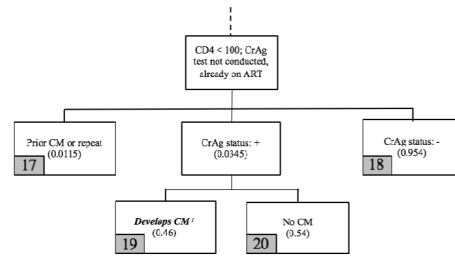 CD4 < 100; CrAg
test not conducted,
already on ART
Prior CM or repeat
(0.0115)
17
CrAg status: +
(0.0345)
CrAg status: -
(0.954)
18
Develops CM
(0.46)
19
No CM
(0.54)
20